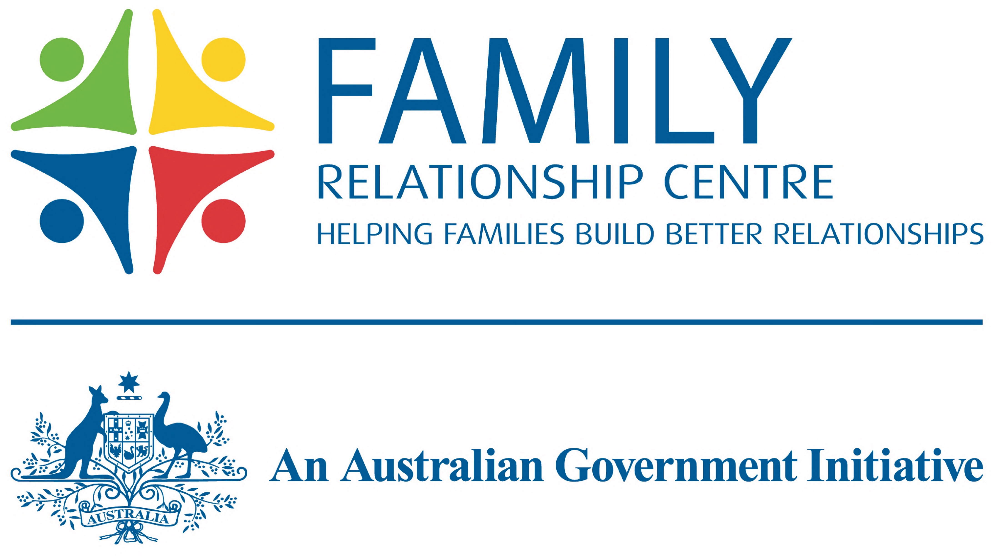 FAMILY
RELATIONSHIP CENTRE
HELPING FAMILIES BUILD BETTER RELATIONSHIPS
An Australian Government Initiative
AUSTRALIA